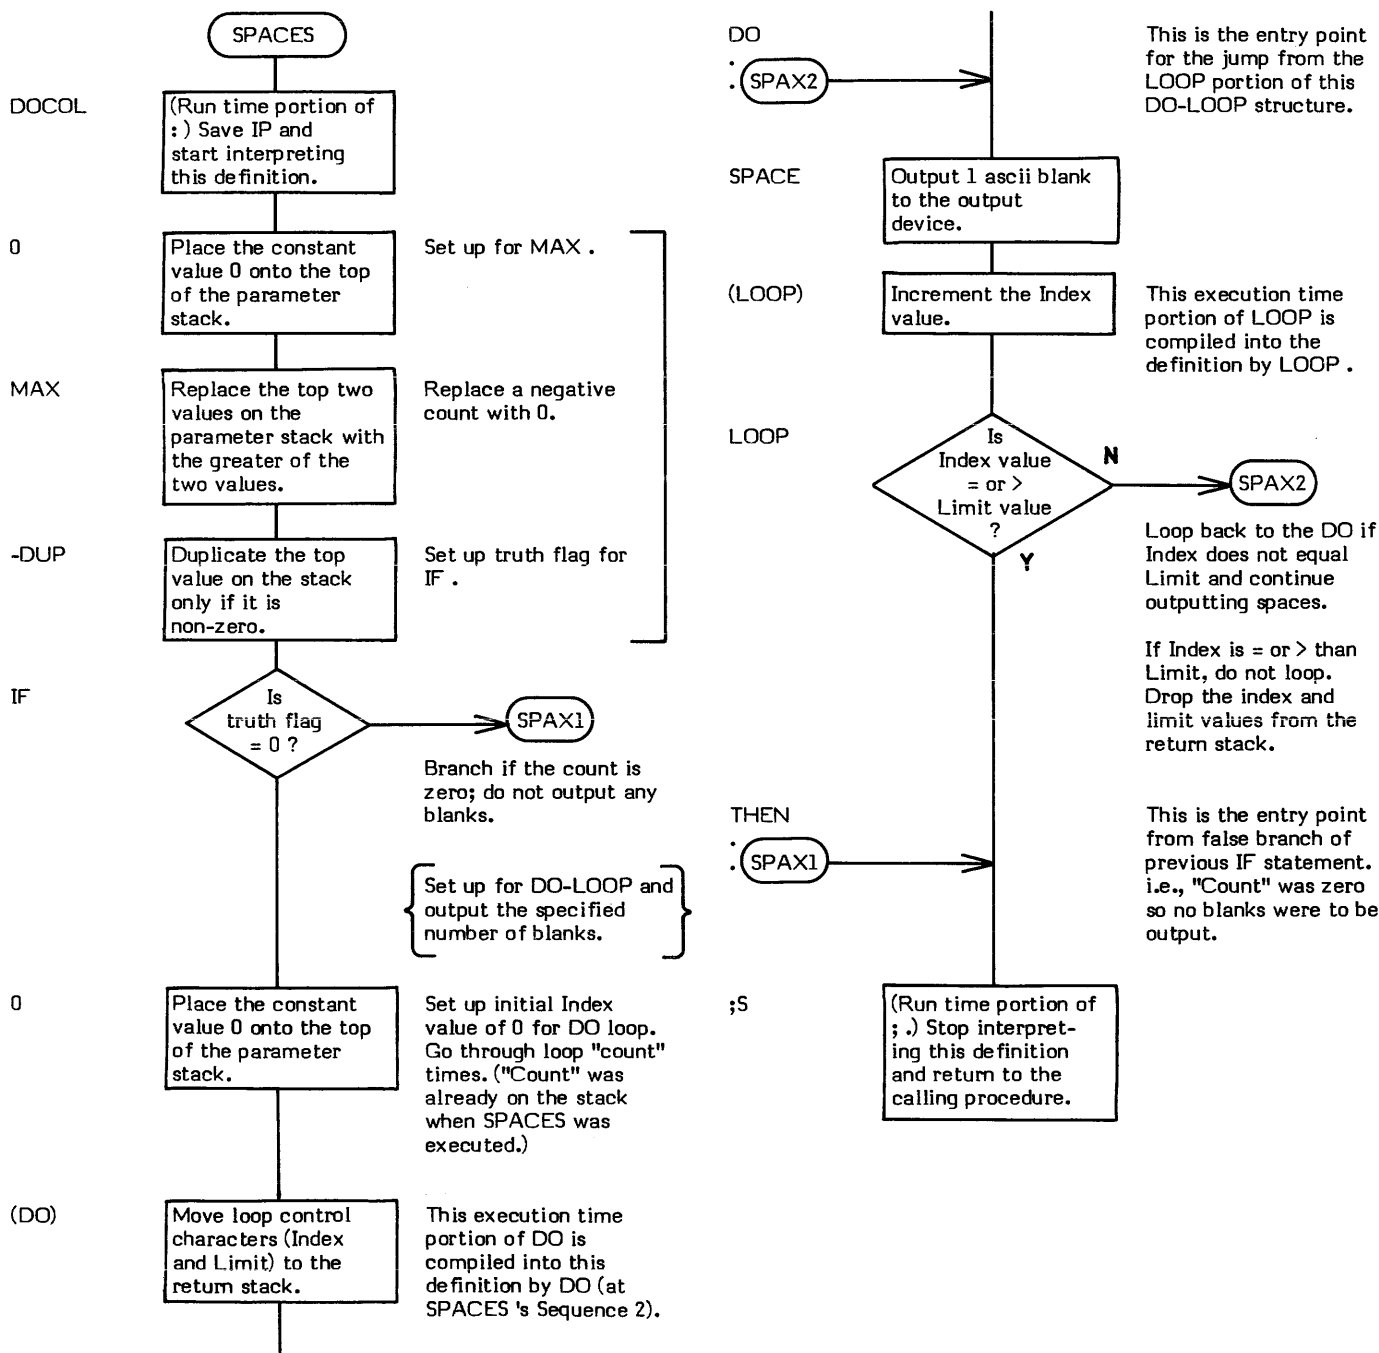 SPACES
DOCOL
(Run time portion of
: ) Save IP and
start interpreting
this definition.
0
Place the constant
value 0 onto the top
of the parameter
stack.
Set up for MAX .
MAX
Replace the top two
values on the
parameter stack with
the greater of the
two values.
Replace a negative
count with 0.
-DUP
Duplicate the top
value on the stack
only if it is
non-zero.
Set up truth flag for
IF .
IF
Is
truth flag
= 0 ?
SPAX1
Branch if the count is
zero; do not output any
blanks.
Set up for DO-LOOP and
output the specified
number of blanks.
0
Place the constant
value 0 onto the top
of the parameter
stack.
Set up initial Index
value of 0 for DO loop.
Go through loop "count"
times. ("Count" was
already on the stack
when SPACES was
executed.)
(DO)
Move loop control
characters (Index
and Limit) to the
return stack.
This execution time
portion of DO is
compiled into this
definition by DO (at
SPACES 's Sequence 2).
DO
: SPAX2
This is the entry point
for the jump from the
LOOP portion of this
DO-LOOP structure.
SPACE
Output 1 ascii blank
to the output
device.
(LOOP)
Increment the Index
value.
This execution time
portion of LOOP is
compiled into the
definition by LOOP .
LOOP
Is
Index value
= or >
Limit value
?
N
SPAX2
Y
Loop back to the DO if
Index does not equal
Limit and continue
outputting spaces.
If Index is = or > than
Limit, do not loop.
Drop the index and
limit values from the
return stack.
THEN
: SPAX1
This is the entry point
from false branch of
previous IF statement.
i.e., "Count" was zero
so no blanks were to be
output.
;S
(Run time portion of
; .) Stop interpret-
ing this definition
and return to the
calling procedure.